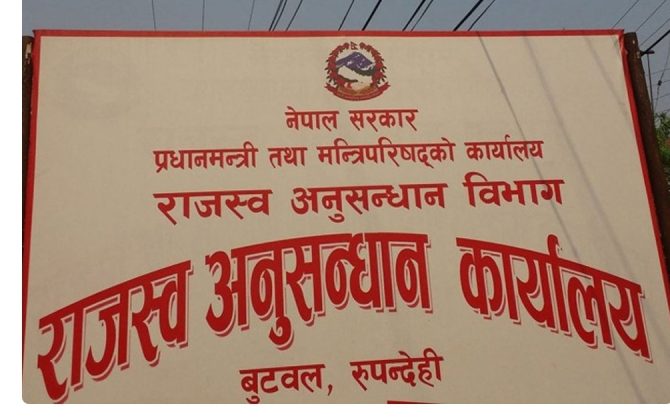 नेपाल सरकार
प्रधानमन्त्री तथा मन्त्रिपरिषद्को कार्यालय
राजस्व अनुसन्धान विभाग
राजस्व अनुसन्धान कार्यालय
बुटवल, रुपन्देही